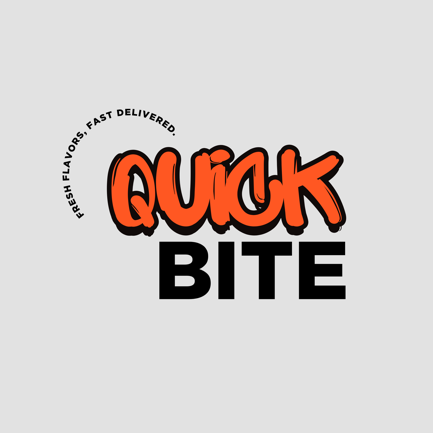 FRESH FLAVORS, FAST DELIVERED.
QUiCK
BITE